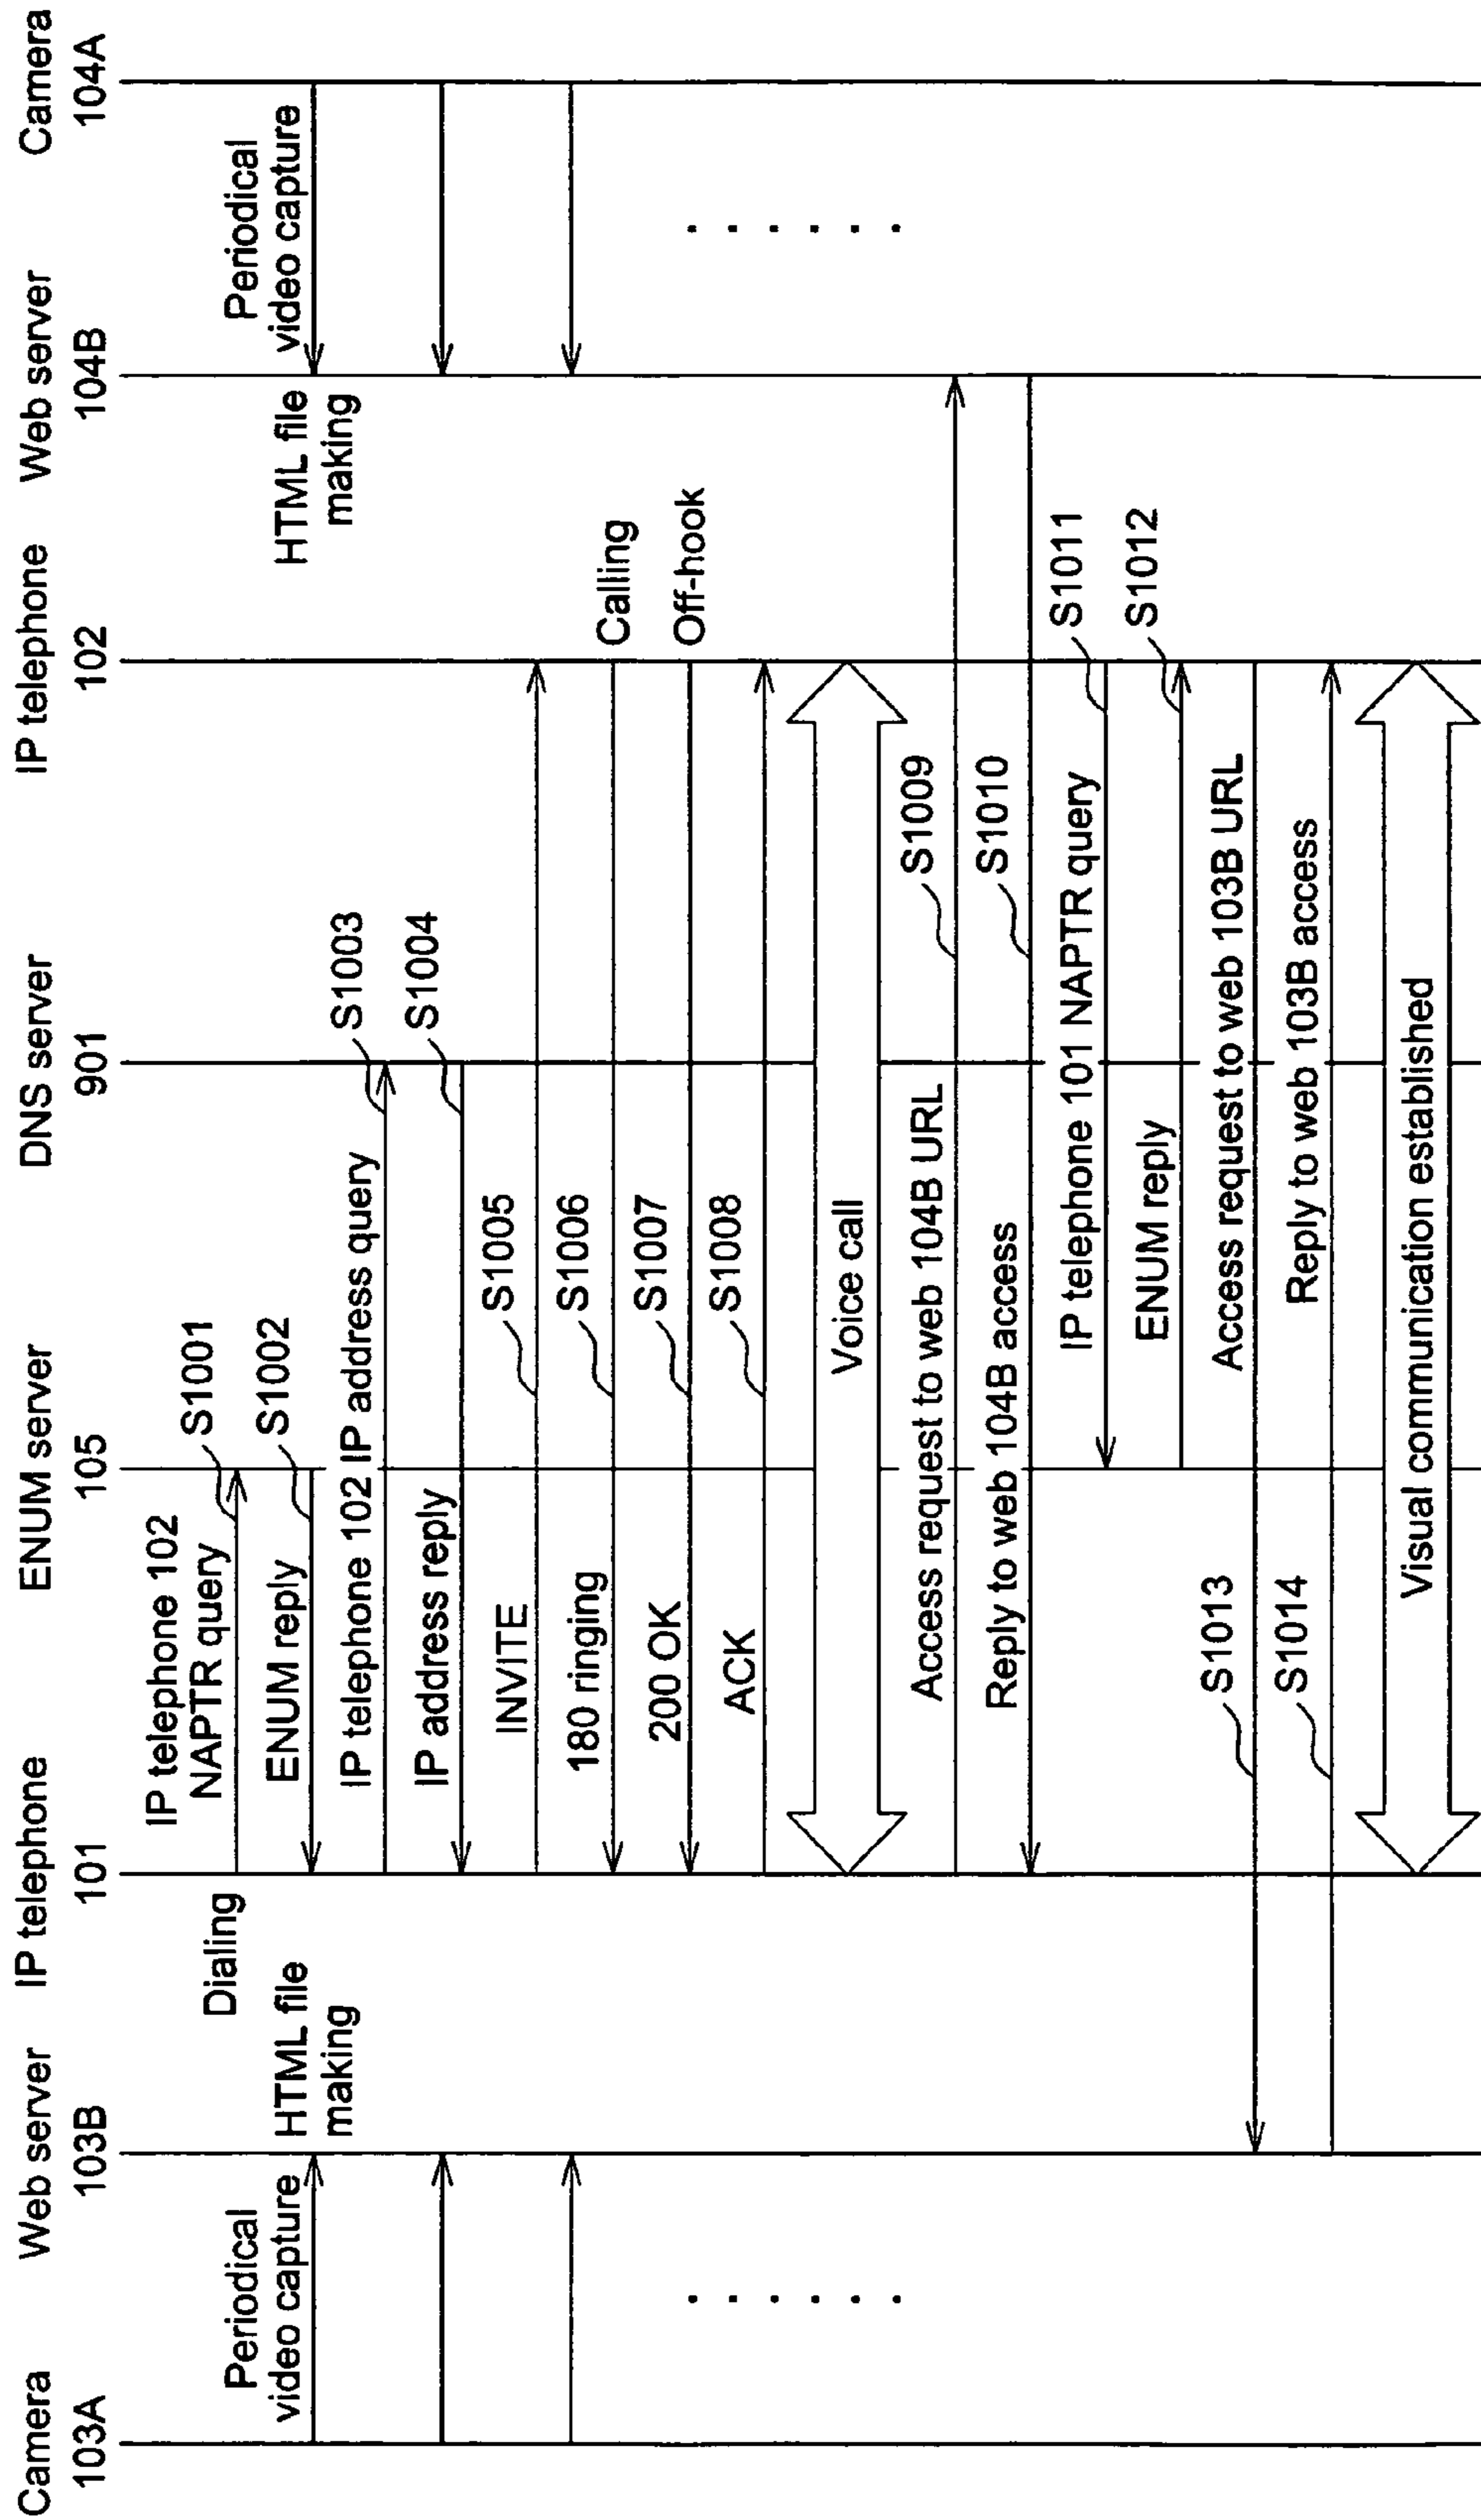 Camera
103A
Web server
103B
IP telephone
101
ENUM server
105
DNS server
901
IP telephone
102
Web server
104B
Camera
104A
IP telephone 102
NAPTR query
S1001
Dialing
Periodical
video capture
HTML file
making
ENUM reply
S1002
IP telephone 102 IP address query
S1003
IP address reply
S1004
INVITE
S1005
180 ringing
S1006
Calling
200 OK
S1007
Off-hook
ACK
S1008
HTML file
making
Periodical
video capture
Voice call
Access request to web 104B URL
S1009
Reply to web 104B access
S1010
IP telephone 101 NAPTR query
S1011
ENUM reply
S1012
Access request to web 103B URL
S1013
Reply to web 103B access
S1014
Visual communication established